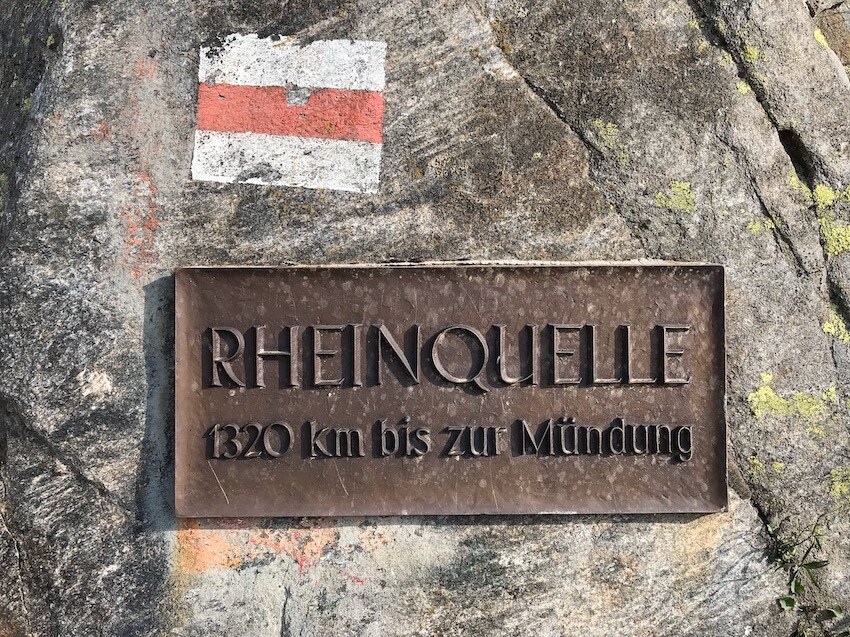 RHEINQUELLE
1320 km bis zur Mündung